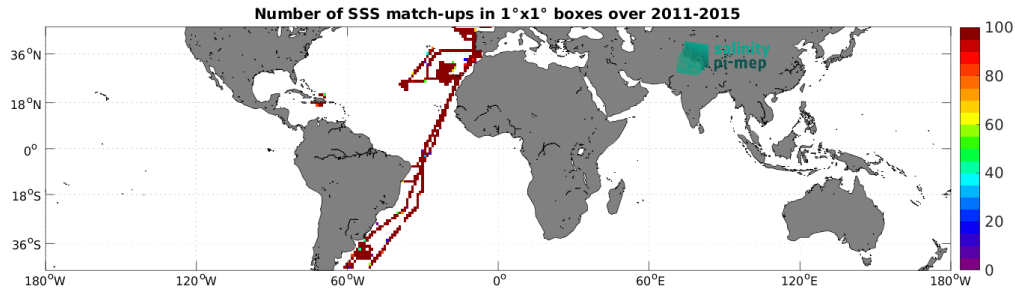 Number of SSS match-ups in 1°x1° boxes over 2011-2015
salinity
pi-mep
36°N
18°N
0°
18°S
36°S
180°W
120°W
60°W
0°
60°E
120°E
180°W
100
80
60
40
20
0